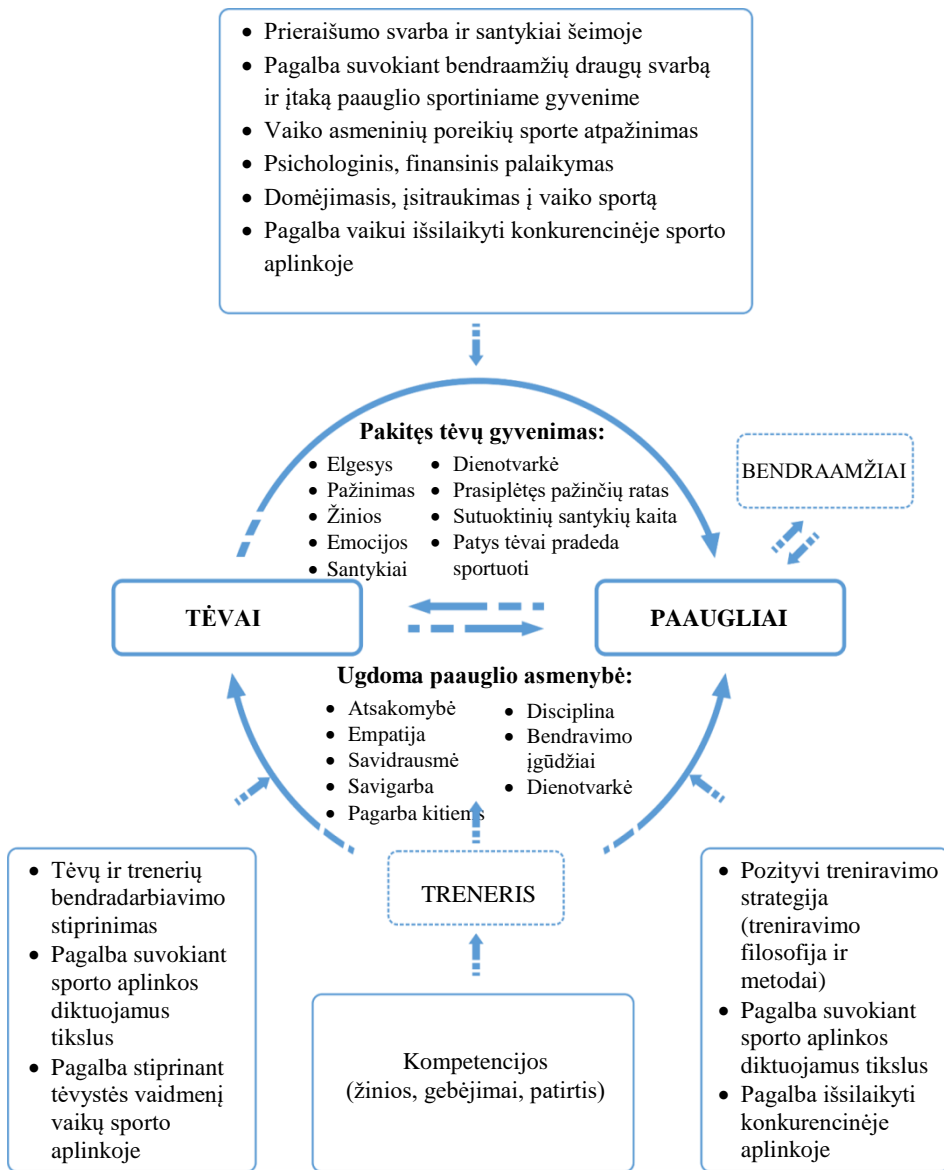 • Prieraišumo svarba ir santykiai šeimoje
• Pagalba suvokiant bendraamžių draugų svarbą
ir įtaką paauglio sportiniame gyvenime
• Vaiko asmeninių poreikių sporte atpažinimas
• Psichologinis, finansinis palaikymas
• Domėjimasis, įsitraukimas į vaiko sportą
• Pagalba vaikui išsilaikyti konkurencinėje sporto
aplinkoje
Pakitęs tėvų gyvenimas:
• Elgesys
• Pažinimas
• Žinios
• Emocijos
• Santykiai
• Dienotvarkė
• Prasiplėtęs pažinčių ratas
• Sutuoktinių santykių kaita
• Patys tėvai pradeda
sportuoti
BENDRAAMŽIAI
TĖVAI
PAAUGLIAI
Ugdoma paauglio asmenybė:
• Atsakomybė
• Empatija
• Savidrausmė
• Savigarba
• Pagarba kitiems
• Disciplina
• Bendravimo
įgūdžiai
• Dienotvarkė
• Tėvų ir trenerių
bendradarbiavimo
stiprinimas
• Pagalba suvokiant
sporto aplinkos
diktuojamus
tikslus
• Pagalba stiprinant
tėvystės vaidmenį
vaikų sporto
aplinkoje
TRENERIS
Kompetencijos
(žinios, gebėjimai, patirtis)
• Pozityvi treniravimo
strategija
(treniravimo
filosofija ir
metodai)
• Pagalba suvokiant
sporto aplinkos
diktuojamus tikslus
• Pagalba išsilaikyti
konkurencinėje
aplinkoje